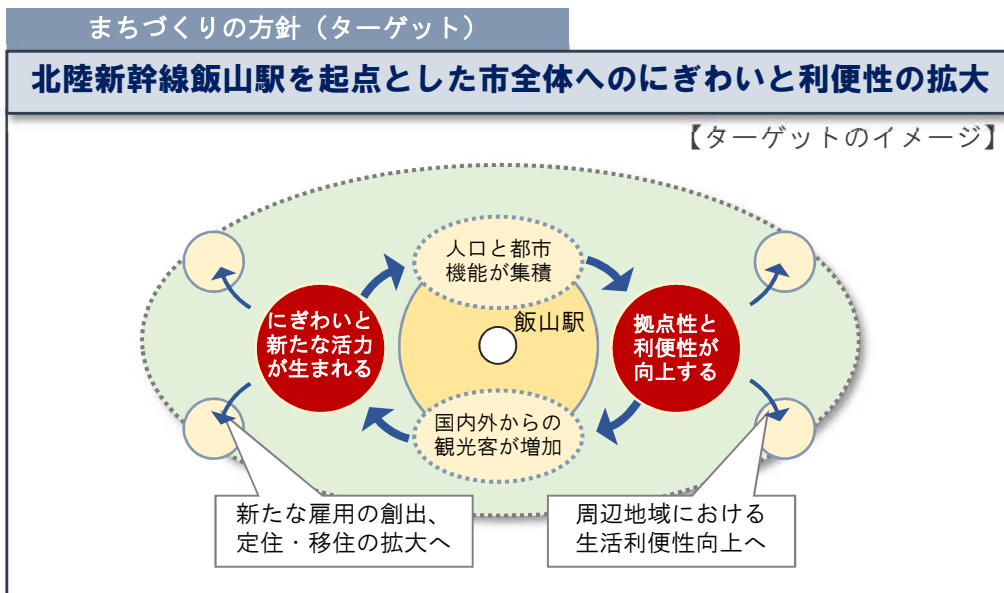 まちづくりの方針（ターゲット）
北陸新幹線飯山駅を起点とした市全体へのにぎわいと利便性の拡大
【ターゲットのイメージ】
人口と都市
機能が集積
飯山駅
にぎわいと
新たな活力
が生まれる
拠点性と
利便性が
向上する
国内外からの
観光客が増加
新たな雇用の創出、
定住・移住の拡大へ
周辺地域における
生活利便性向上へ